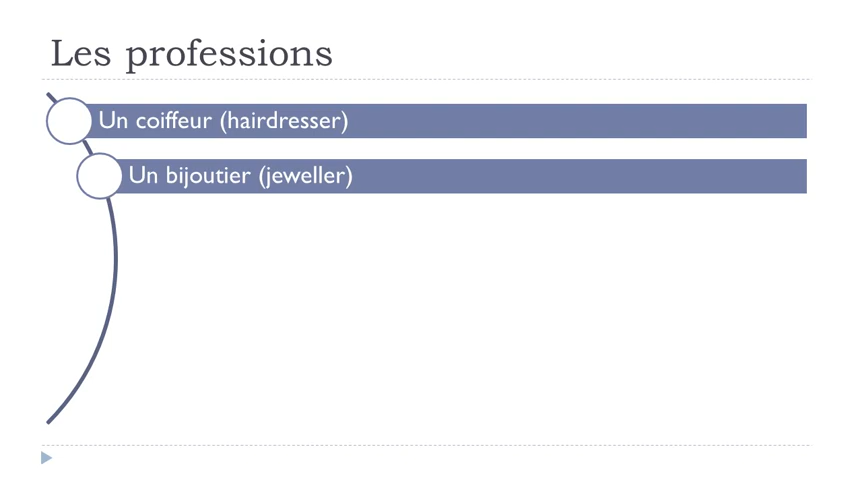 Les professions
Un coiffeur (hairdresser)
Un bijoutier (jeweller)